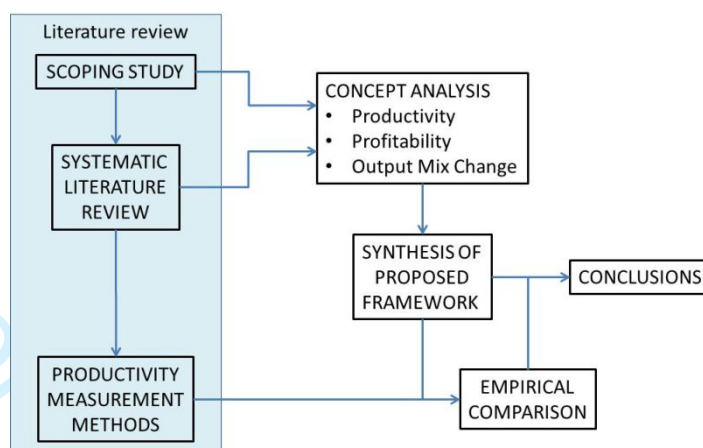 Literature review
SCOPING STUDY
SYSTEMATIC
LITERATURE
REVIEW
PRODUCTIVITY
MEASUREMENT
METHODS
CONCEPT ANALYSIS
• Productivity
• Profitability
• Output Mix Change
SYNTHESIS OF
PROPOSED
FRAMEWORK
CONCLUSIONS
EMPIRICAL
COMPARISON